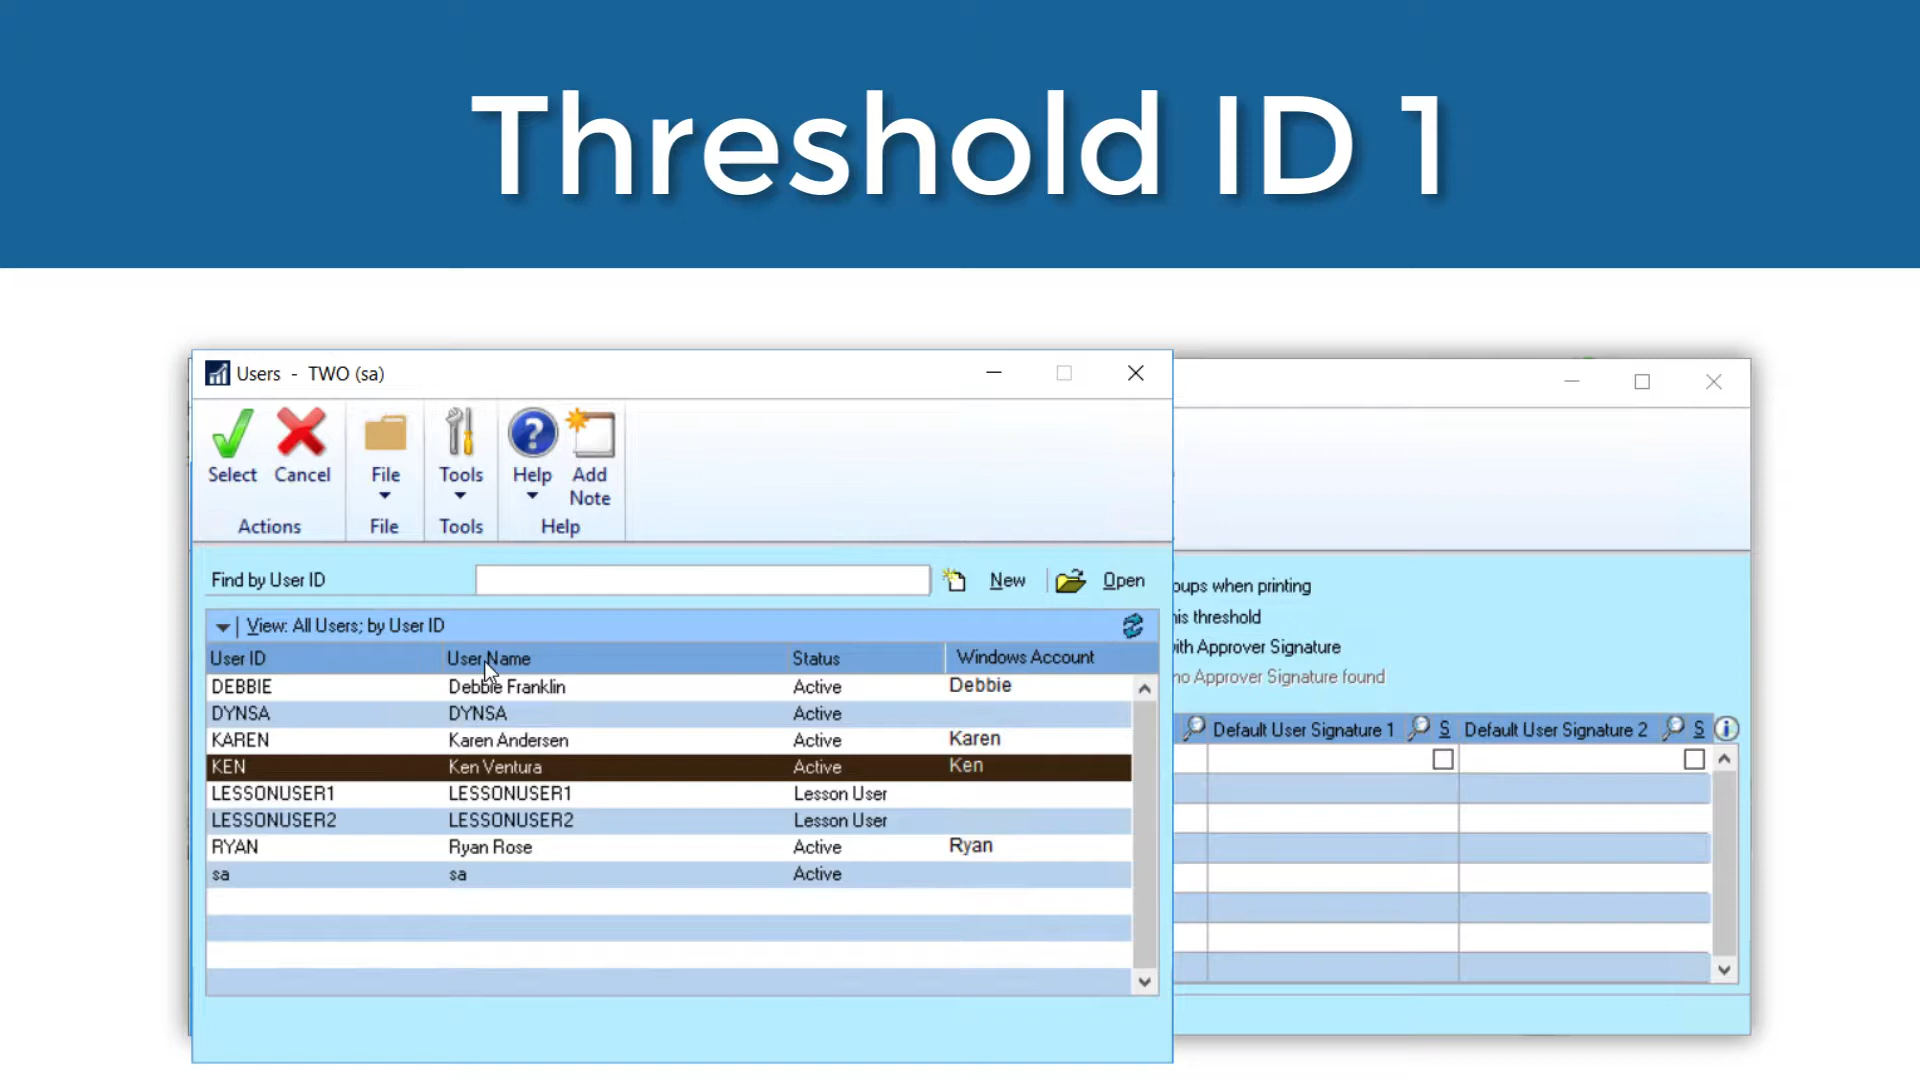 Threshold ID 1
Users - TWO (sa)
Select Cancel File Tools Help Add Note
Actions File Tools Help
Find by User ID New Open
View: All Users; by User ID
User ID User Name Status Windows Account
DEBBIE Debbie Franklin Active Debbie
DYNSA DYNSA Active
KAREN Karen Andersen Active Karen
KEN Ken Ventura Active Ken
LESSONUSER1 LESSONUSER1 Lesson User
LESSONUSER2 LESSONUSER2 Lesson User
RYAN Ryan Rose Active Ryan
sa sa Active
when printing
threshold
Approver Signature
no Approver Signature found
Default User Signature 1 S Default User Signature 2 S